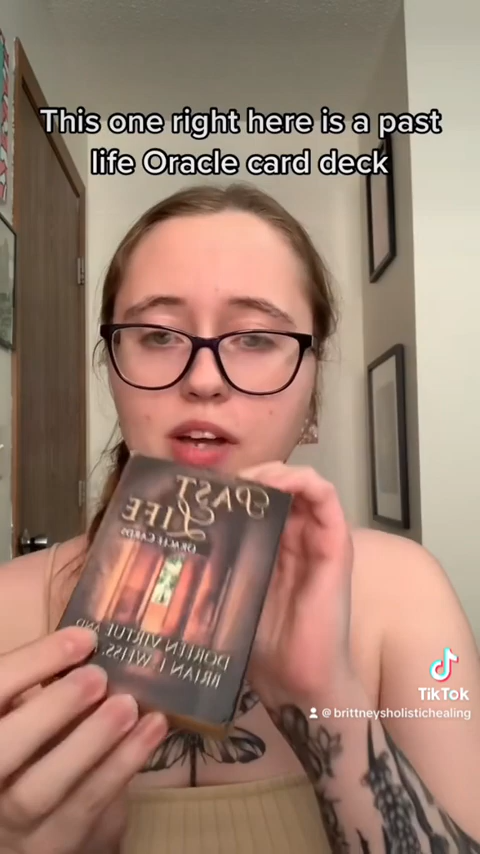 This one right here is a past
life Oracle card deck
PAST
LIFE
ORACLE CARDS
DOREEN VIRTUE AND
BRIAN L. WEISS,
TikTok
@brittneysholistichealing